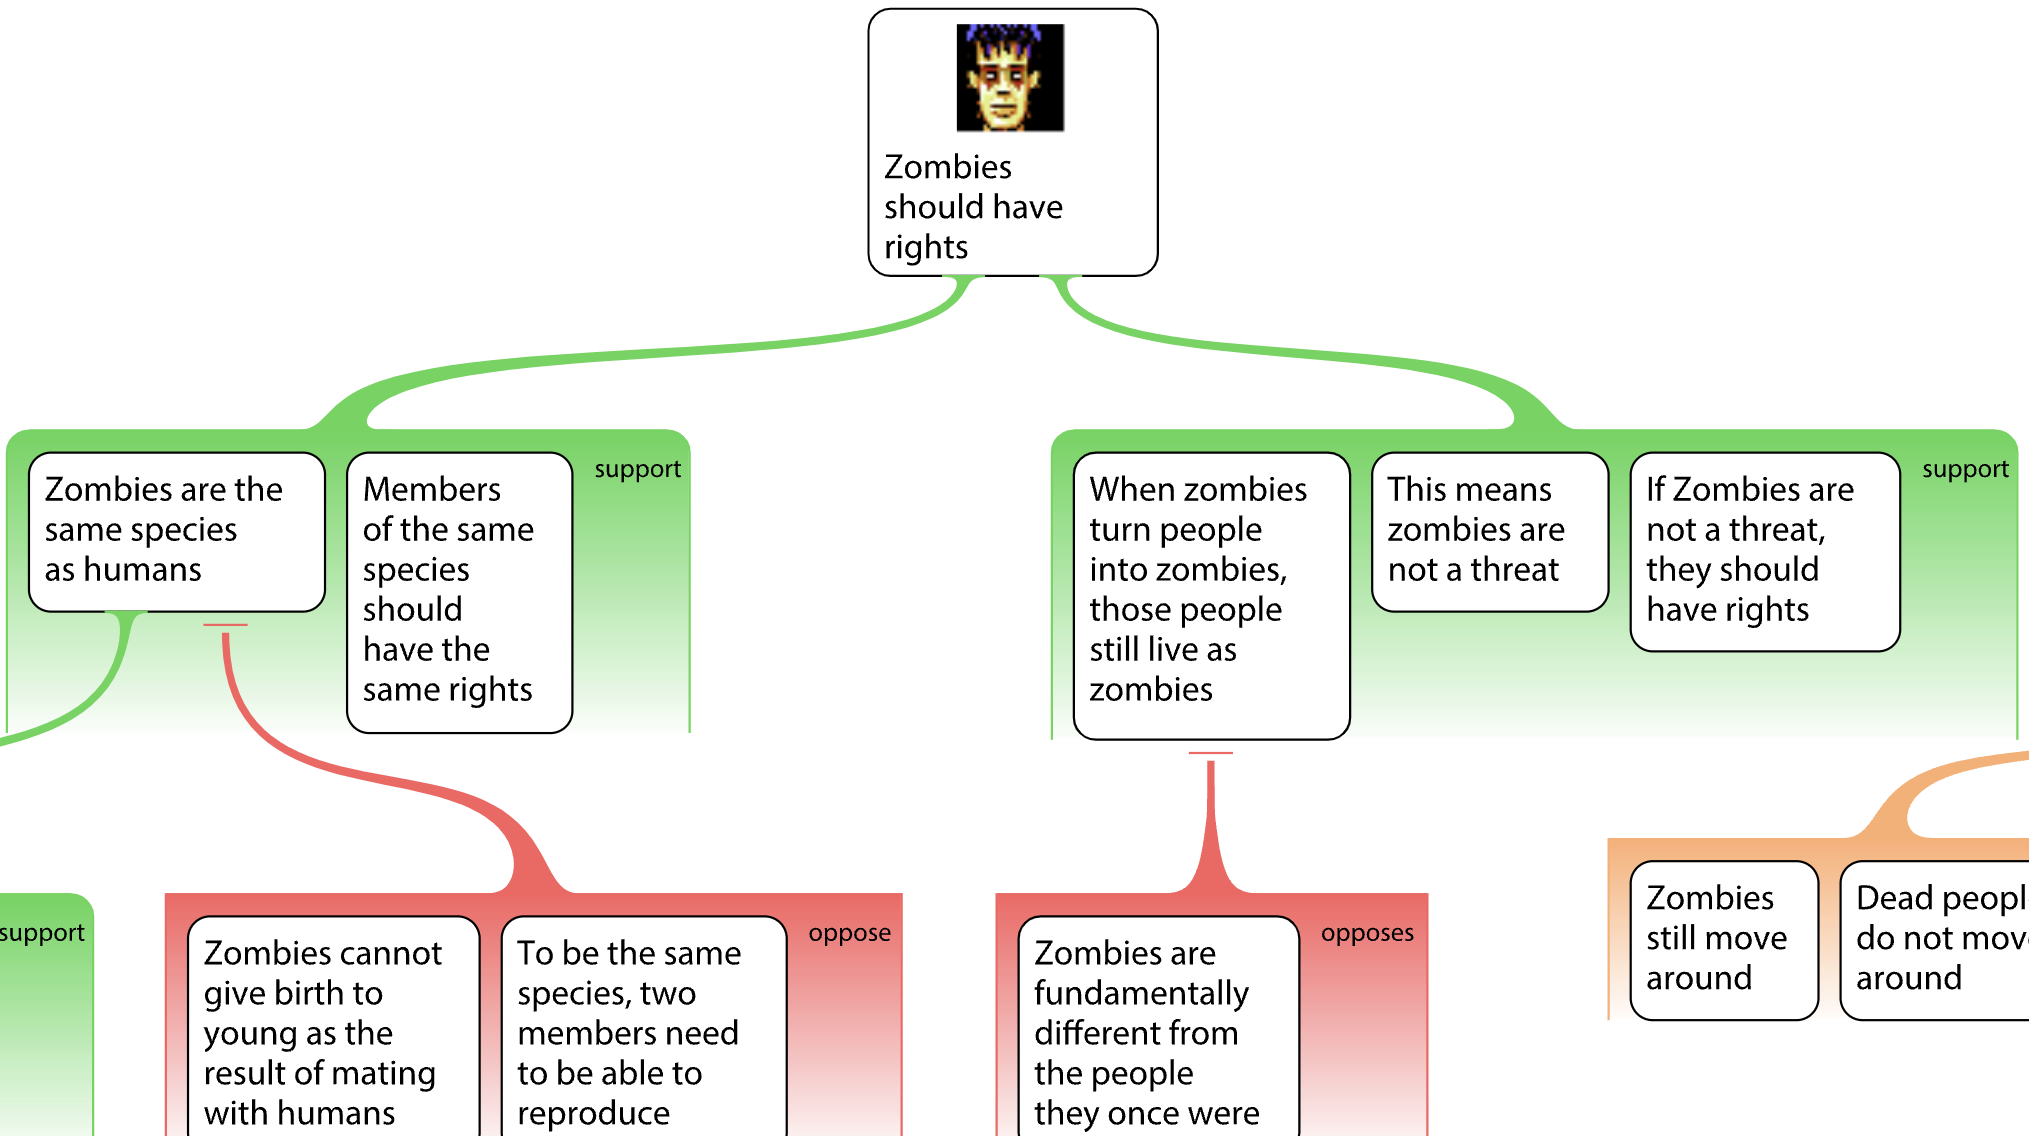 Zombies
should have
rights
Zombies are the
same species
as humans
Members
of the same
species
should
have the
same rights
support
When zombies
turn people
into zombies,
those people
still live as
zombies
This means
zombies are
not a threat
If Zombies are
not a threat,
they should
have rights
support
support
Zombies cannot
give birth to
young as the
result of mating
with humans
To be the same
species, two
members need
to be able to
reproduce
oppose
Zombies are
fundamentally
different from
the people
they once were
opposes
Zombies
still move
around
Dead peopl
do not mov
around